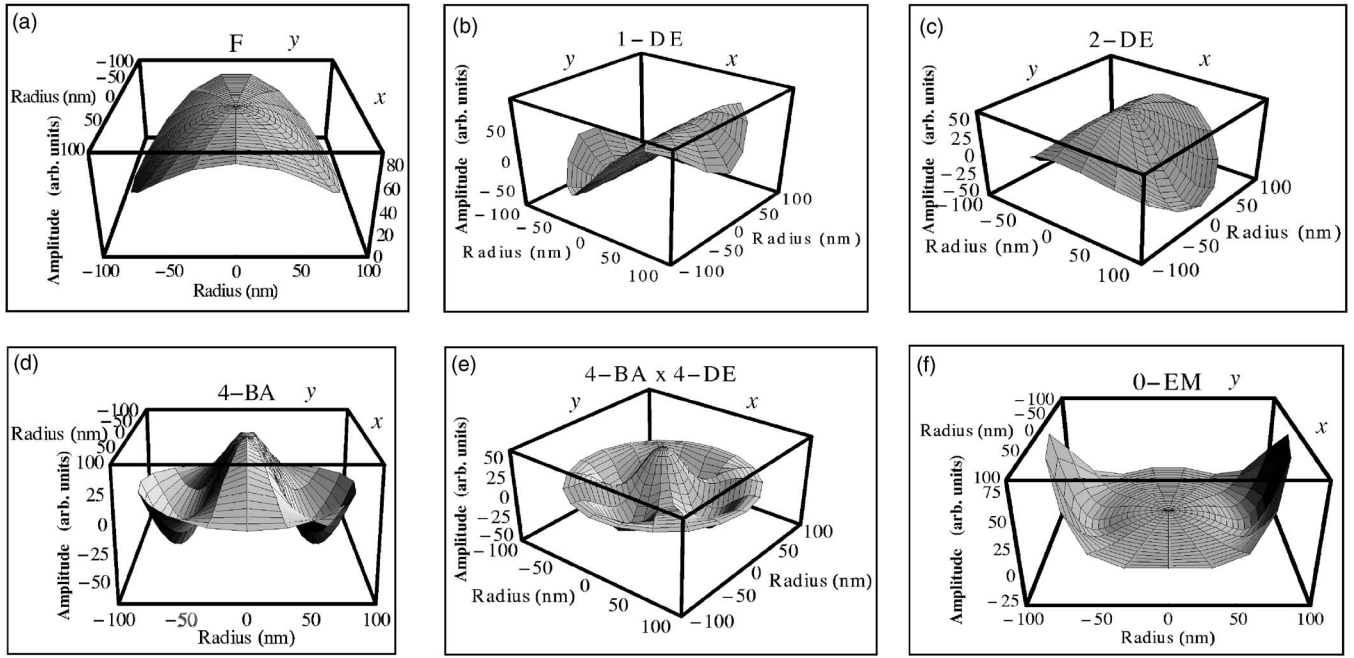 (a)
F
y
−100
−50
Radius (nm) 0
50
100
x
Amplitude (arb. units)
80
60
40
20
0
−100 −50 0 50 100
Radius (nm)
(b)
1−DE
y
x
Amplitude (arb. units)
50
0
−50
−100
−50
0
50
100
Radius (nm)
−100
−50
0
50
100
Radius (nm)
(c)
2−DE
y
x
Amplitude (arb. units)
50
25
0
−25
−50
−100
−50
0
50
100
Radius (nm)
−100
−50
0
50
100
Radius (nm)
(d)
4−BA
y
−100
−50
Radius (nm) 0
50
100
x
Amplitude (arb. units)
25
0
−25
−50
−100 −50 0 50 100
Radius (nm)
(e)
4−BA x 4−DE
y
x
Amplitude (arb. units)
50
25
0
−25
−50
−100
−50
0
50
100
Radius (nm)
−100
−50
0
50
100
Radius (nm)
(f)
0−EM
y
−100
−50
Radius (nm) 0
50
100
x
Amplitude (arb. units)
75
50
25
0
−25
−100 −50 0 50 100
Radius (nm)